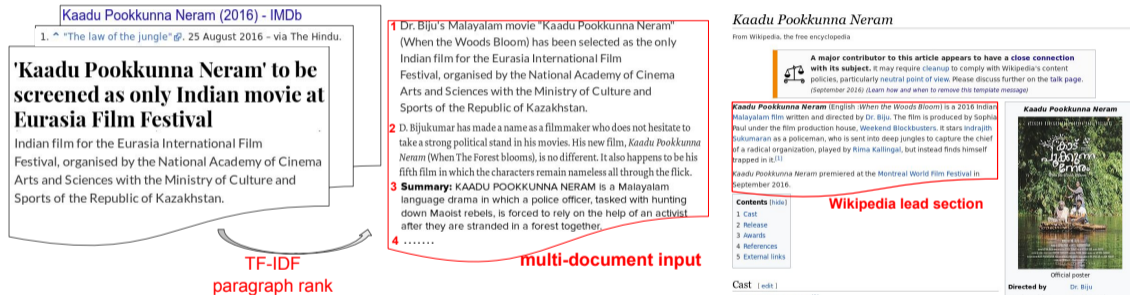 Kaadu Pookkunna Neram (2016) - IMDb
1. ^ "The law of the jungle". 25 August 2016 – via The Hindu.
'Kaadu Pookkunna Neram' to be
screened as only Indian movie at
Eurasia Film Festival
Indian film for the Eurasia International Film
Festival, organised by the National Academy of Cinema
Arts and Sciences with the Ministry of Culture and
Sports of the Republic of Kazakhstan.
TF-IDF
paragraph rank
1 Dr. Biju's Malayalam movie "Kaadu Pookkunna Neram"
(When the Woods Bloom) has been selected as the only
Indian film for the Eurasia International Film
Festival, organised by the National Academy of Cinema
Arts and Sciences with the Ministry of Culture and
Sports of the Republic of Kazakhstan.
2 D. Bijukumar has made a name as a filmmaker who does not hesitate to
take a strong political stand in his movies. His new film, Kaadu Pookkunna
Neram (When The Forest blooms), is no different. It also happens to be his
fifth film in which the characters remain nameless all through the flick.
3 Summary: KAADU POOKKUNNA NERAM is a Malayalam
language drama in which a police officer, tasked with hunting
down Maoist rebels, is forced to rely on the help of an activist
after they are stranded in a forest together.
4 .......
multi-document input
Kaadu Pookkunna Neram
From Wikipedia, the free encyclopedia
A major contributor to this article appears to have a close connection
with its subject. It may require cleanup to comply with Wikipedia's content
policies, particularly neutral point of view. Please discuss further on the talk page.
(September 2016) (Learn how and when to remove this template message)
Kaadu Pookkunna Neram (English :When the Woods Bloom) is a 2016 Indian
Malayalam film written and directed by Dr. Biju. The film is produced by Sophia
Paul under the film production house, Weekend Blockbusters. It stars Indrajith
Sukumaran as a policeman, who is sent into deep jungles to capture the chief
of a radical organization, played by Rima Kallingal, but instead finds himself
trapped in it.[1]
Kaadu Pookkunna Neram premiered at the Montreal World Film Festival in
September 2016.
Wikipedia lead section
Contents [hide]
1 Cast
2 Release
3 Awards
4 References
5 External links
Cast [edit]
Kaadu Pookkunna Neram
കാട്
പൂക്കുന്ന
നേരം
Official poster
Directed by Dr. Biju